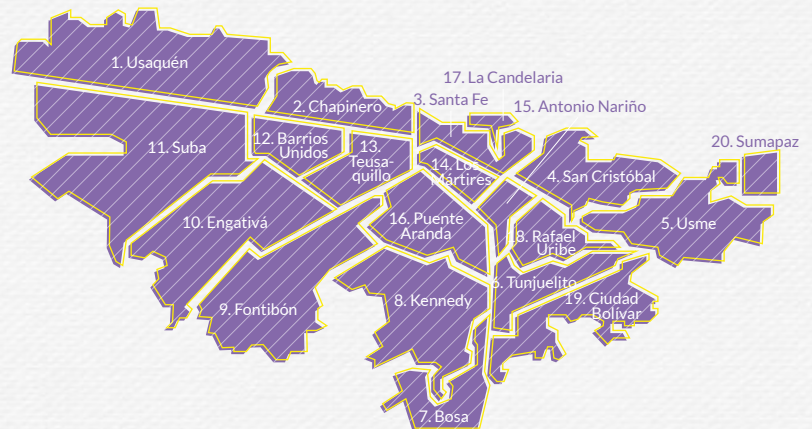 1. Usaquén
17. La Candelaria
2. Chapinero
3. Santa Fe
15. Antonio Nariño
11. Suba
12. Barrios
Unidos
13.
Teusa-
quillo
14. Los
Mártires
4. San Cristóbal
20. Sumapaz
10. Engativá
16. Puente
Aranda
18. Rafael
Uribe
5. Usme
9. Fontibón
8. Kennedy
6. Tunjuelito
19. Ciudad
Bolívar
7. Bosa